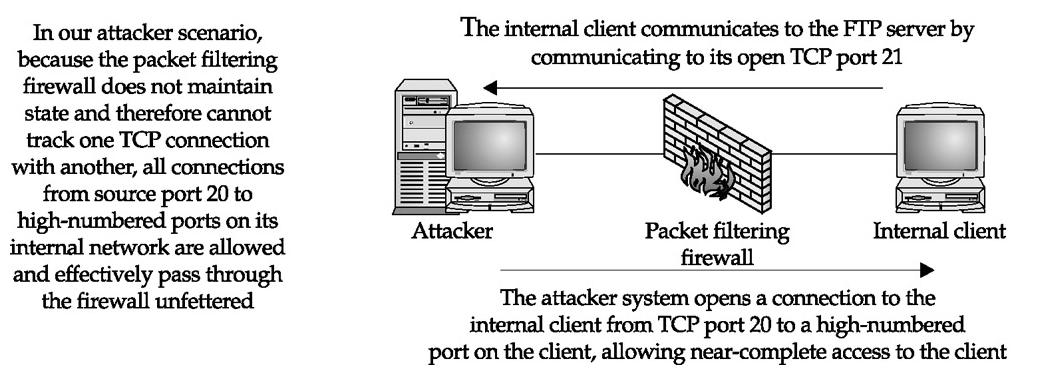 In our attacker scenario,
because the packet filtering
firewall does not maintain
state and therefore cannot
track one TCP connection
with another, all connections
from source port 20 to
high-numbered ports on its
internal network are allowed
and effectively pass through
the firewall unfettered
The internal client communicates to the FTP server by
communicating to its open TCP port 21
Attacker
Packet filtering
firewall
Internal client
The attacker system opens a connection to the
internal client from TCP port 20 to a high-numbered
port on the client, allowing near-complete access to the client